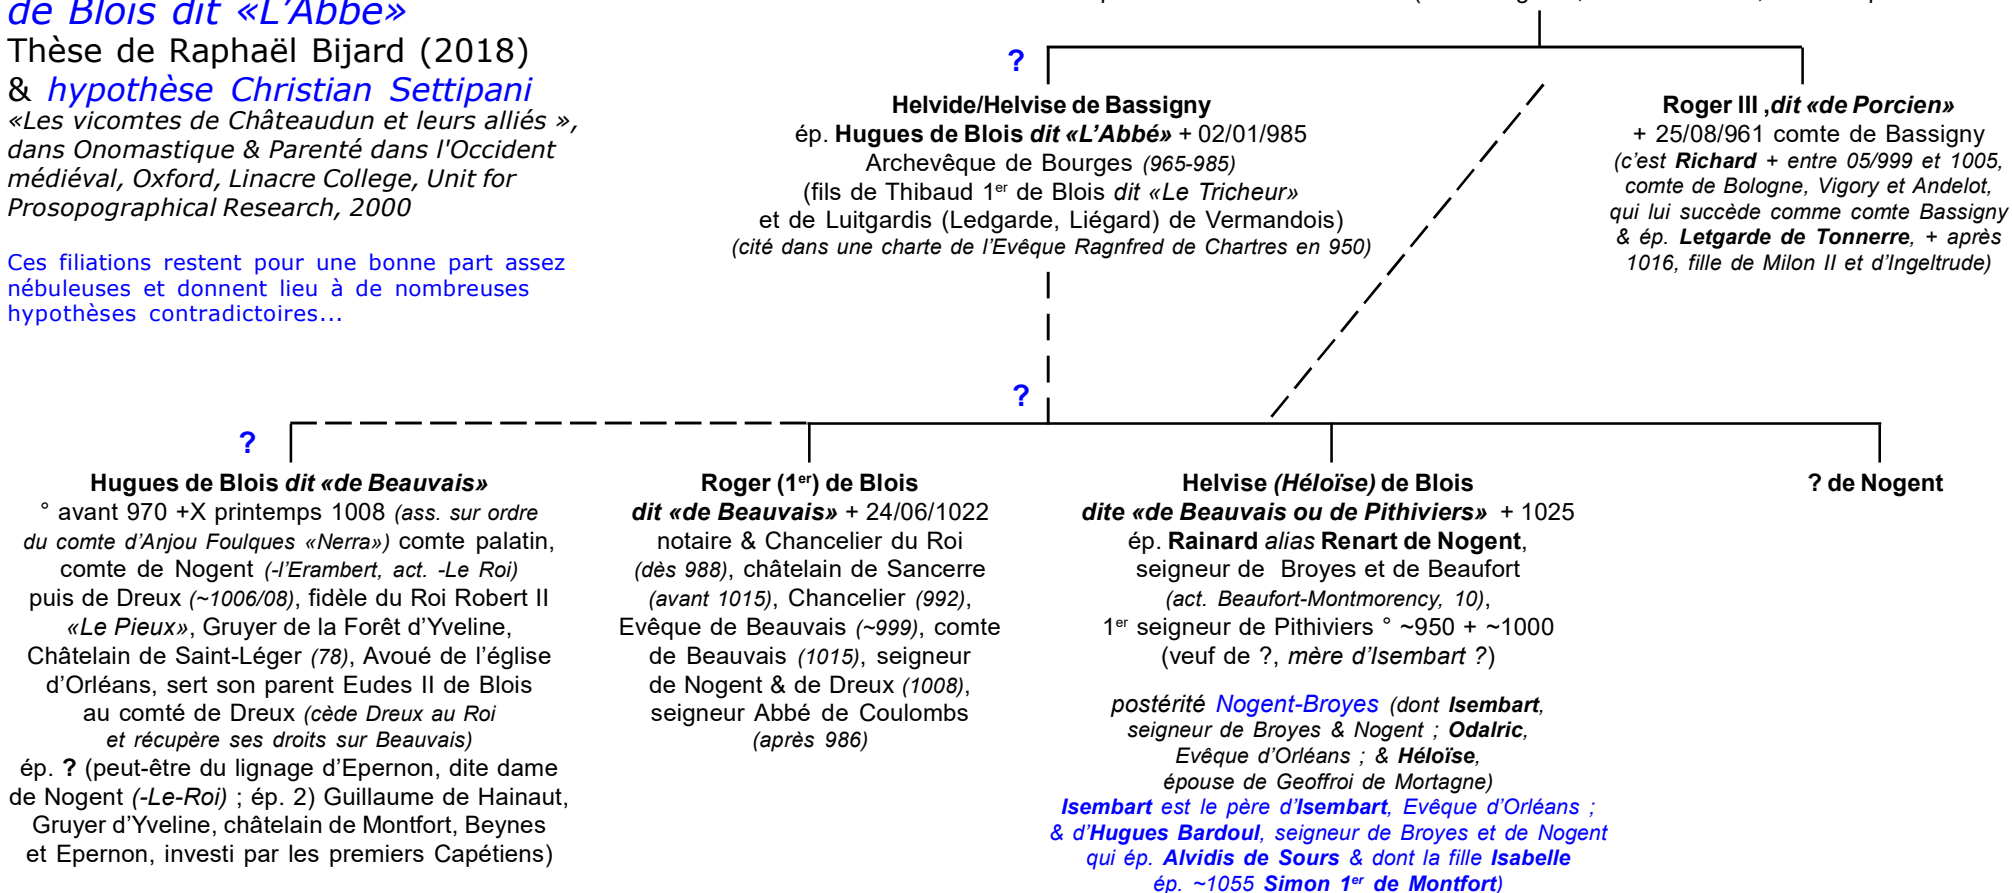 de Blois dit «L'Abbé»
Thèse de Raphaël Bijard (2018)
& hypothèse Christian Settipani
«Les vicomtes de Châteaudun et leurs alliés »,
dans Onomastique & Parenté dans l'Occident
médiéval, Oxford, Linacre College, Unit for
Prosopographical Research, 2000
Ces filiations restent pour une bonne part assez
nébuleuses et donnent lieu à de nombreuses
hypothèses contradictoires...
?
Helvide/Helvise de Bassigny
ép. Hugues de Blois dit «L'Abbé» + 02/01/985
Archevêque de Bourges (965-985)
(fils de Thibaud 1er de Blois dit «Le Tricheur»
et de Luitgardis (Ledgarde, Liégard) de Vermandois)
(cité dans une charte de l'Evêque Ragnfred de Chartres en 950)
Roger III ,dit «de Porcien»
+ 25/08/961 comte de Bassigny
(c'est Richard + entre 05/999 et 1005,
comte de Bologne, Vigory et Andelot,
qui lui succède comme comte Bassigny
& ép. Letgarde de Tonnerre, + après
1016, fille de Milon II et d'Ingeltrude)
?
?
Hugues de Blois dit «de Beauvais»
° avant 970 +X printemps 1008 (ass. sur ordre
du comte d'Anjou Foulques «Nerra») comte palatin,
comte de Nogent (-l'Erambert, act. -Le Roi)
puis de Dreux (~1006/08), fidèle du Roi Robert II
«Le Pieux», Gruyer de la Forêt d'Yveline,
Châtelain de Saint-Léger (78), Avoué de l'église
d'Orléans, sert son parent Eudes II de Blois
au comté de Dreux (cède Dreux au Roi
et récupère ses droits sur Beauvais)
ép. ? (peut-être du lignage d'Epernon, dite dame
de Nogent (-Le-Roi) ; ép. 2) Guillaume de Hainaut,
Gruyer d'Yveline, châtelain de Montfort, Beynes
et Epernon, investi par les premiers Capétiens)
Roger (1er) de Blois
dit «de Beauvais» + 24/06/1022
notaire & Chancelier du Roi
(dès 988), châtelain de Sancerre
(avant 1015), Chancelier (992),
Evêque de Beauvais (~999), comte
de Beauvais (1015), seigneur
de Nogent & de Dreux (1008),
seigneur Abbé de Coulombs
(après 986)
Helvise (Héloïse) de Blois
dite «de Beauvais ou de Pithiviers» + 1025
ép. Rainard alias Renart de Nogent,
seigneur de Broyes et de Beaufort
(act. Beaufort-Montmorency, 10),
1er seigneur de Pithiviers ° ~950 + ~1000
(veuf de ?, mère d'Isembart ?)
postérité Nogent-Broyes (dont Isembart,
seigneur de Broyes & Nogent ; Odalric,
Evêque d'Orléans ; & Héloïse,
épouse de Geoffroi de Mortagne)
Isembart est le père d'Isembart, Evêque d'Orléans ;
& d'Hugues Bardoul, seigneur de Broyes et de Nogent
qui ép. Alvidis de Sours & dont la fille Isabelle
ép. ~1055 Simon 1er de Montfort)
? de Nogent